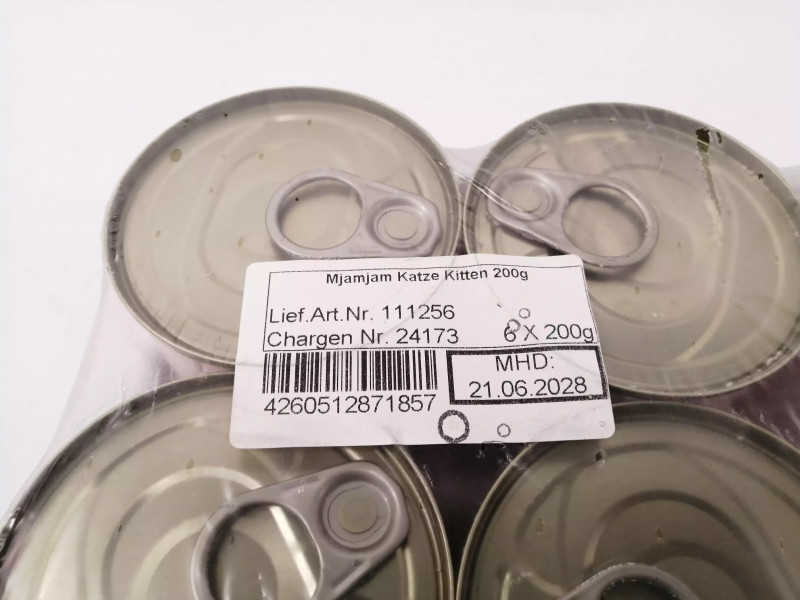 Mjamjam Katze Kitten 200g
Lief.Art.Nr. 111256
Chargen Nr. 24173 6 X 200g
MHD:
21.06.2028
4260512871857